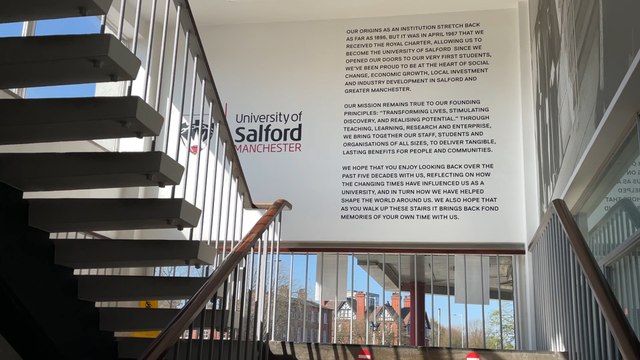 OUR ORIGINS AS AN INSTITUTION STRETCH BACK
AS FAR AS 1896, BUT IT WAS IN APRIL 1967 THAT WE
RECEIVED THE ROYAL CHARTER, ALLOWING US TO
BECOME THE UNIVERSITY OF SALFORD. SINCE WE
OPENED OUR DOORS TO OUR VERY FIRST STUDENTS,
WE'VE BEEN PROUD TO BE AT THE HEART OF SOCIAL
CHANGE, ECONOMIC GROWTH, LOCAL INVESTMENT
AND INDUSTRY DEVELOPMENT IN SALFORD AND
GREATER MANCHESTER.
OUR MISSION REMAINS TRUE TO OUR FOUNDING
PRINCIPLES: "TRANSFORMING LIVES, STIMULATING
DISCOVERY, AND REALISING POTENTIAL." THROUGH
TEACHING, LEARNING, RESEARCH AND ENTERPRISE,
WE BRING TOGETHER OUR STAFF, STUDENTS AND
ORGANISATIONS OF ALL SIZES, TO DELIVER TANGIBLE,
LASTING BENEFITS FOR PEOPLE AND COMMUNITIES.
WE HOPE THAT YOU ENJOY LOOKING BACK OVER THE
PAST FIVE DECADES WITH US, REFLECTING ON HOW
THE CHANGING TIMES HAVE INFLUENCED US AS A
UNIVERSITY, AND IN TURN HOW WE HAVE HELPED
SHAPE THE WORLD AROUND US. WE ALSO HOPE THAT
AS YOU WALK UP THESE STAIRS IT BRINGS BACK FOND
MEMORIES OF YOUR OWN TIME WITH US.
University of
Salford
MANCHESTER